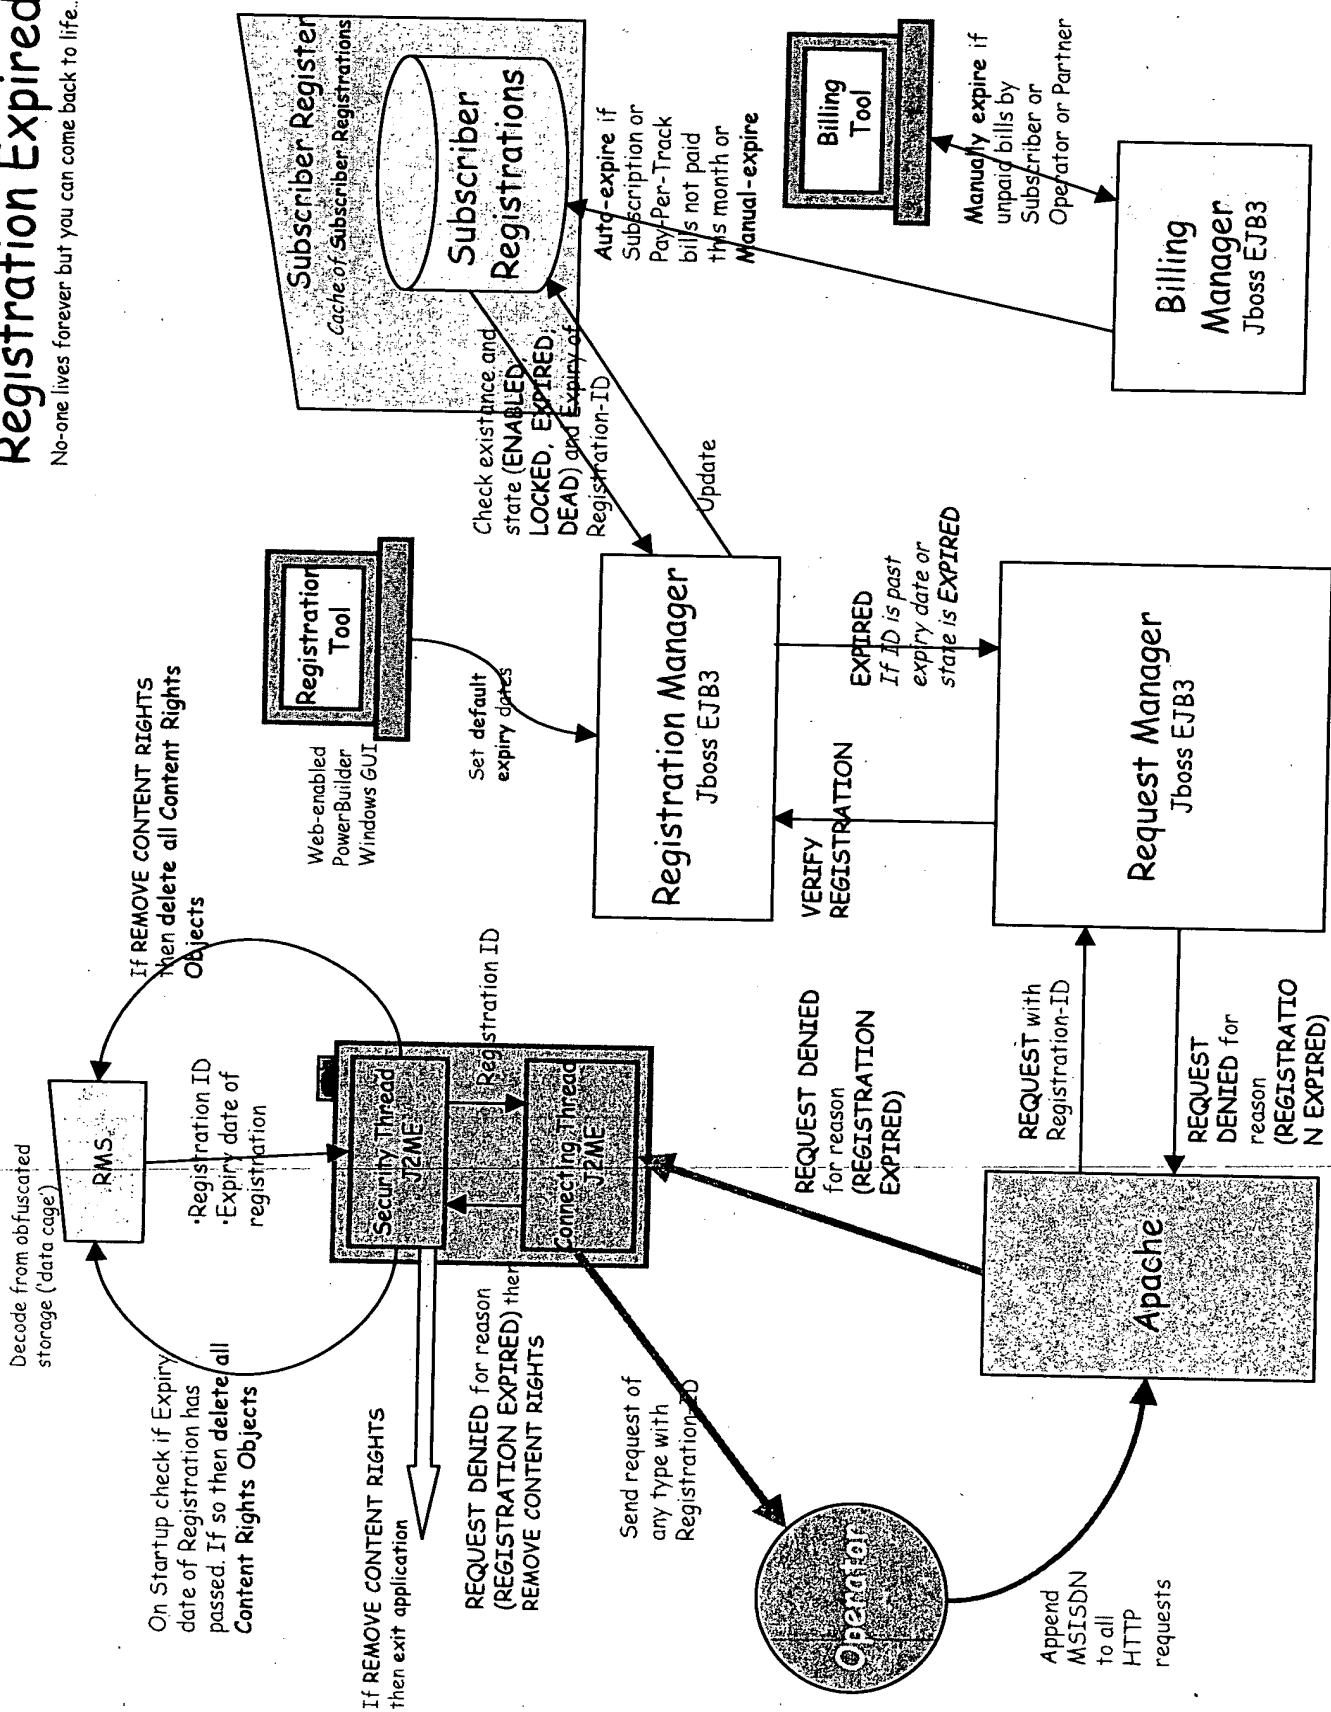 Registration Expired
No-one lives forever but you can come back to life..
Decode from obfuscated
storage ('data cage')
RMS
If REMOVE CONTENT RIGHTS
then delete all Content Rights
Objects
•Registration ID
•Expiry date of
registration
On Startup check if Expiry
date of Registration has
passed. If so then delete all
Content Rights Objects
Security Thread
J2ME
Registration ID
Connecting Thread
J2ME
If REMOVE CONTENT RIGHTS
then exit application
REQUEST DENIED for reason
(REGISTRATION EXPIRED) then
REMOVE CONTENT RIGHTS
Send request of
any type with
Registration-ID
Operator
Append
MSISDN
to all
HTTP
requests
Apache
REQUEST DENIED
for reason
(REGISTRATION
EXPIRED)
REQUEST with
Registration-ID
REQUEST
DENIED for
reason
(REGISTRATIO
N EXPIRED)
Request Manager
Jboss EJB3
VERIFY
REGISTRATION
EXPIRED
If ID is past
expiry date or
state is EXPIRED
Registration Manager
Jboss EJB3
Web-enabled
PowerBuilder
Windows GUI
Registration
Tool
Set default
expiry dates
Check existance and
state (ENABLED,
LOCKED, EXPIRED,
DEAD) and Expiry of
Registration-ID
Update
Subscriber Register
Cache of Subscriber Registrations
Subscriber
Registrations
Auto-expire if
Subscription or
Pay-Per-Track
bills not paid
this month or
Manual-expire
Billing
Tool
Manually expire if
unpaid bills by
Subscriber or
Operator or Partner
Billing
Manager
Jboss EJB3